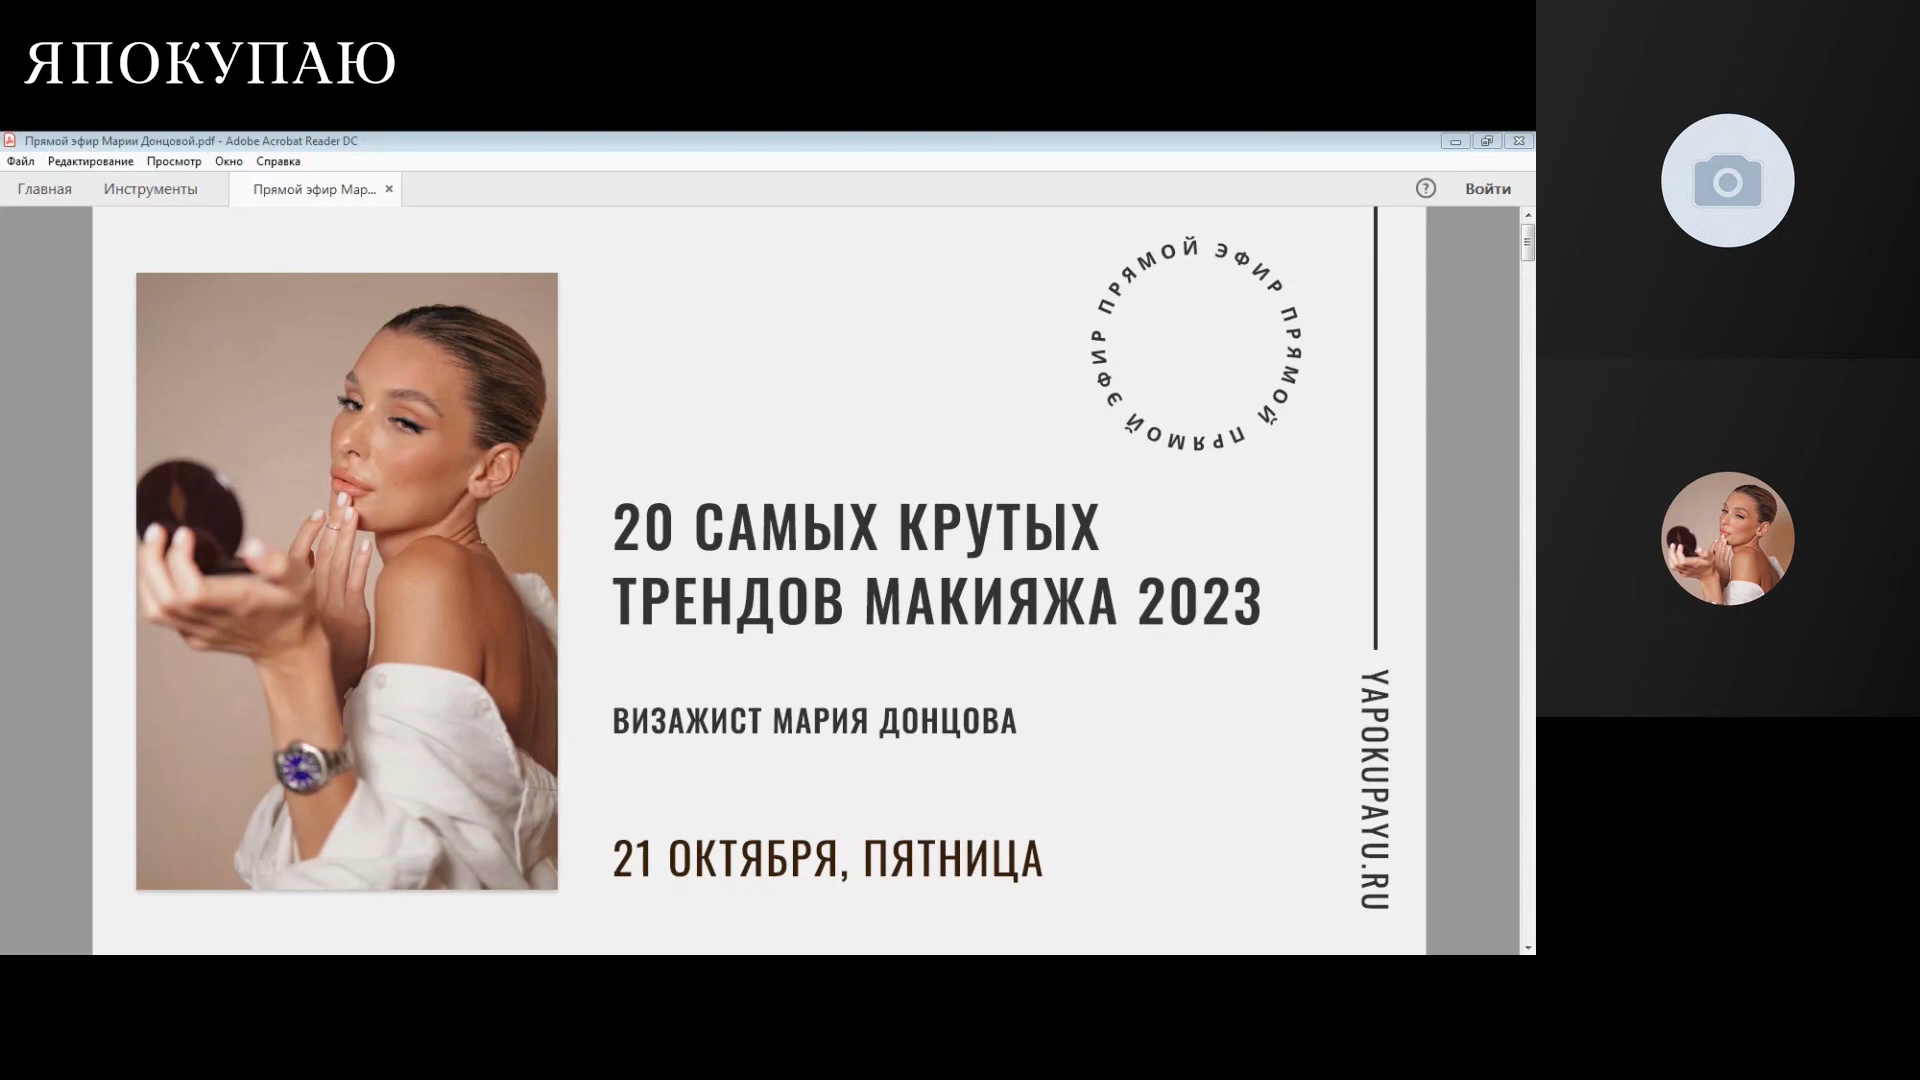 ЯПОКУПАЮ
Прямой эфир Марии Донцовой.pdf - Adobe Acrobat Reader DC
Файл Редактирование Просмотр Окно Справка
Главная Инструменты Прямой эфир Мар... × ? Войти
ПРЯМОЙ ЭФИР ПРЯМОЙ ПРЯМОЙ ЭФИР
20 САМЫХ КРУТЫХ
ТРЕНДОВ МАКИЯЖА 2023
ВИЗАЖИСТ МАРИЯ ДОНЦОВА
21 ОКТЯБРЯ, ПЯТНИЦА
YAPOKUPAYU.RU